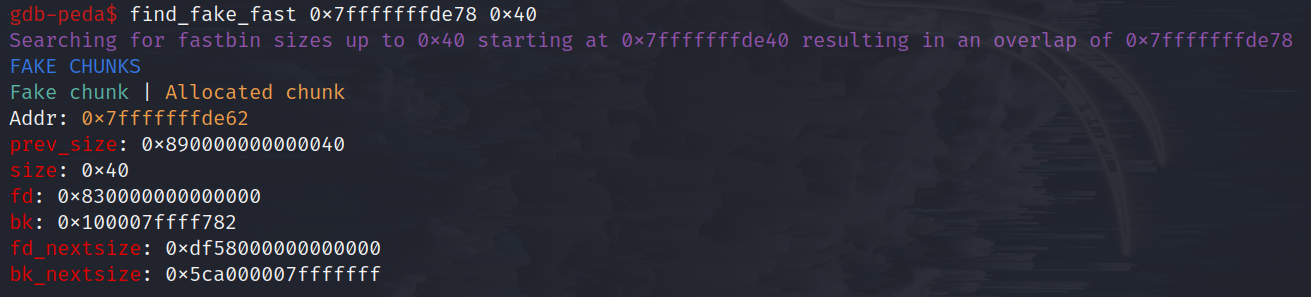 gdb-peda$ find_fake_fast 0×7fffffffde78 0×40
Searching for fastbin sizes up to 0×40 starting at 0×7fffffffde40 resulting in an overlap of 0×7fffffffde78
FAKE CHUNKS
Fake chunk | Allocated chunk
Addr: 0×7fffffffde62
prev_size: 0×890000000000040
size: 0×40
fd: 0×830000000000000
bk: 0×100007ffff782
fd_nextsize: 0×df58000000000000
bk_nextsize: 0×5ca000007fffffff